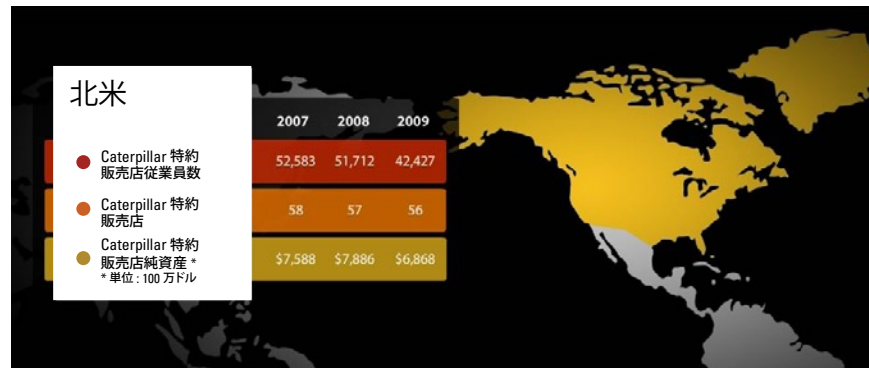 北米
2007 2008 2009
Caterpillar 特約
販売店従業員数
52,583 51,712 42,427
Caterpillar 特約
販売店
58 57 56
Caterpillar 特約
販売店純資産 *
* 単位 : 100 万ドル
$7,588 $7,886 $6,868